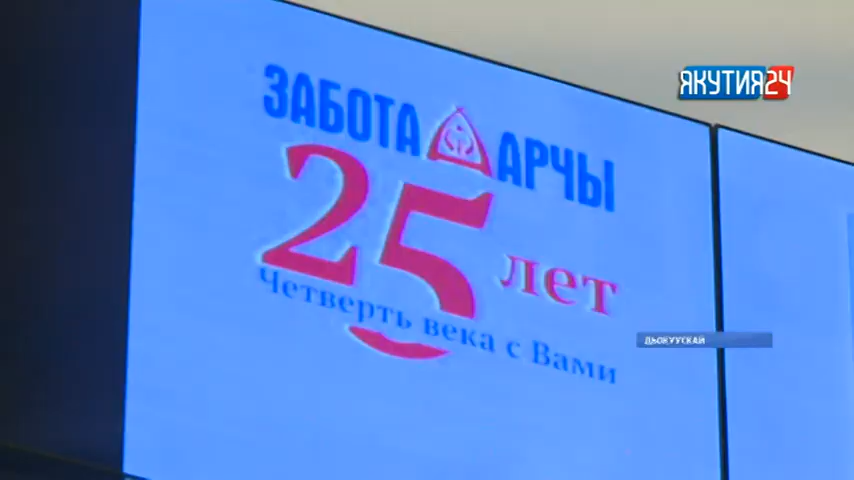 ЯКУТИЯ24
ЗАБОТА АРЧЫ
25 лет
Четверть века с Вами
ДЬОКУУСКАЙ